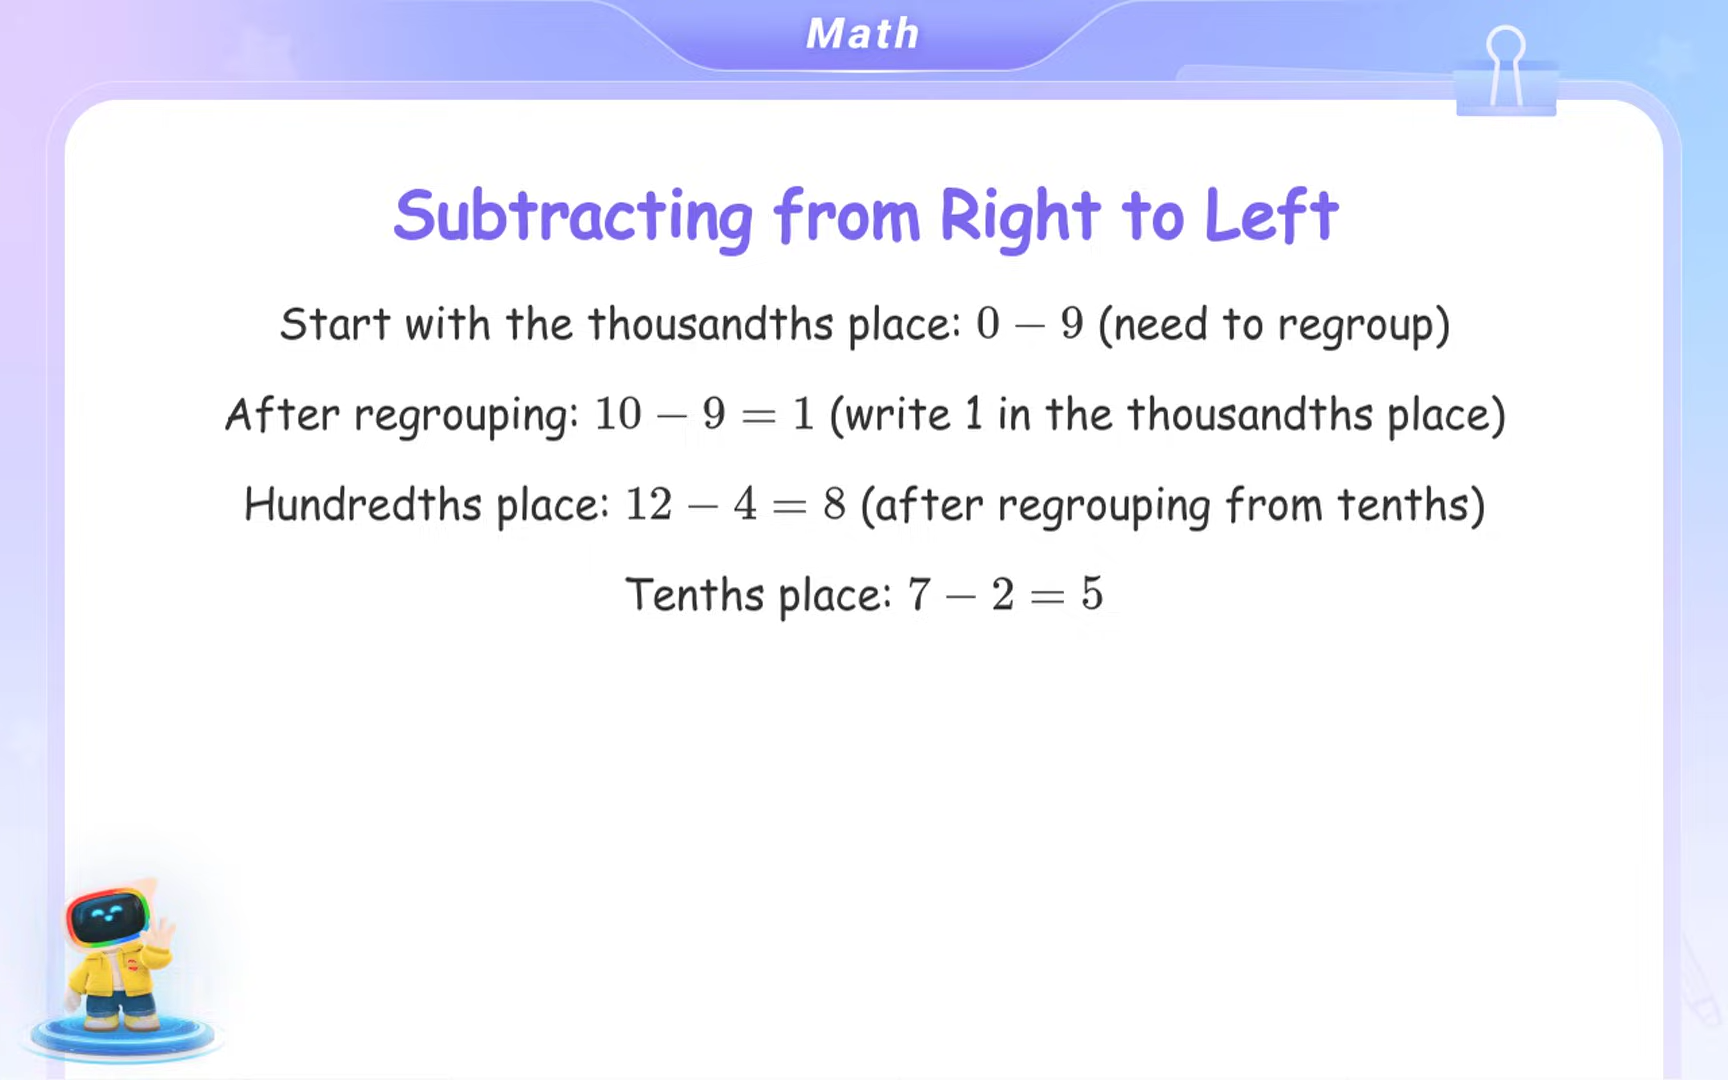 Math
Subtracting from Right to Left
Start with the thousandths place: 0 − 9 (need to regroup)
After regrouping: 10 − 9 = 1 (write 1 in the thousandths place)
Hundredths place: 12 − 4 = 8 (after regrouping from tenths)
Tenths place: 7 − 2 = 5